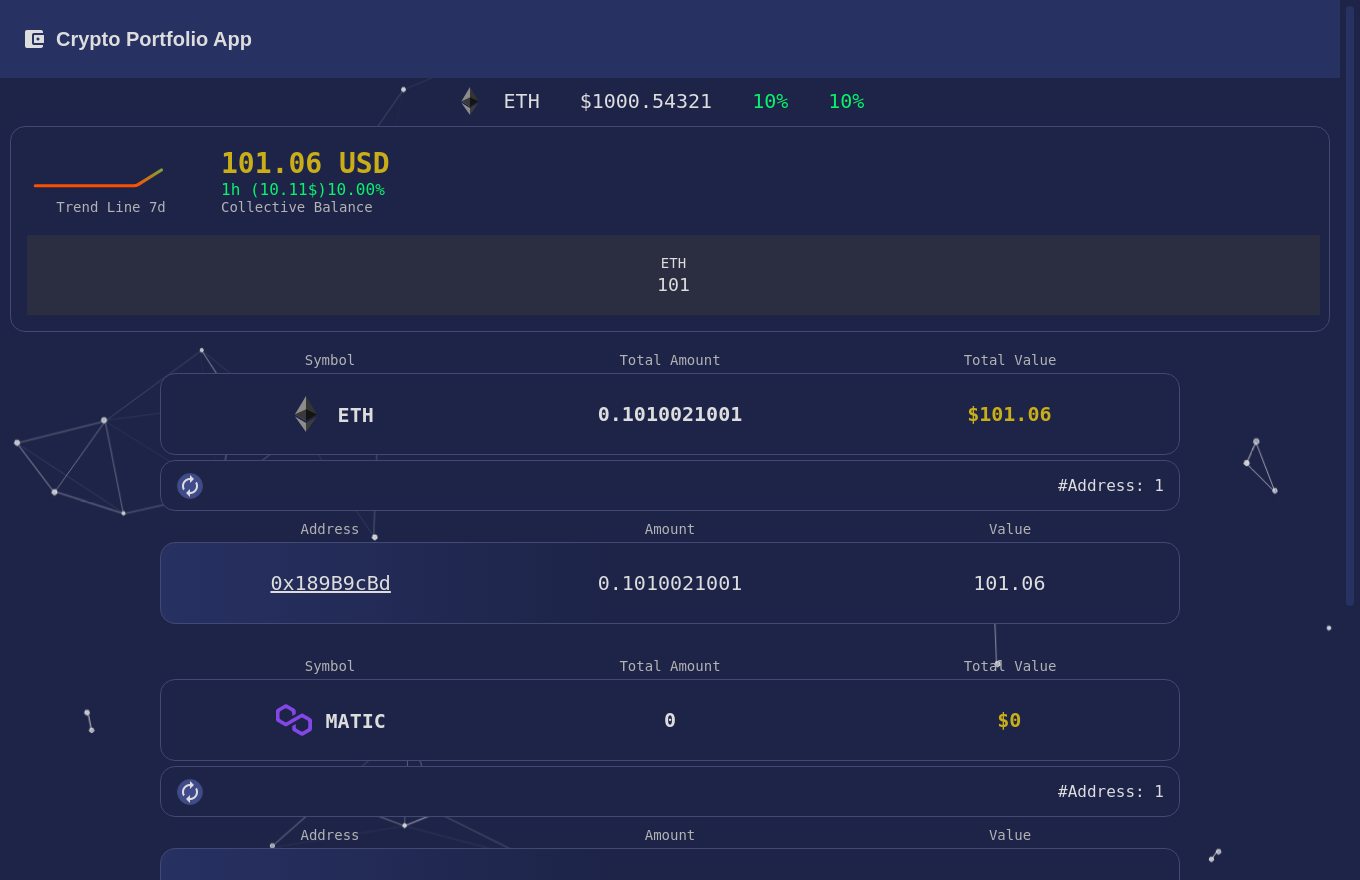 Crypto Portfolio App
ETH $1000.54321 10% 10%
101.06 USD
1h (10.11$)10.00%
Trend Line 7d Collective Balance
ETH
101
Symbol Total Amount Total Value
ETH 0.1010021001 $101.06
#Address: 1
Address Amount Value
0x189B9cBd 0.1010021001 101.06
Symbol Total Amount Total Value
MATIC 0 $0
#Address: 1
Address Amount Value